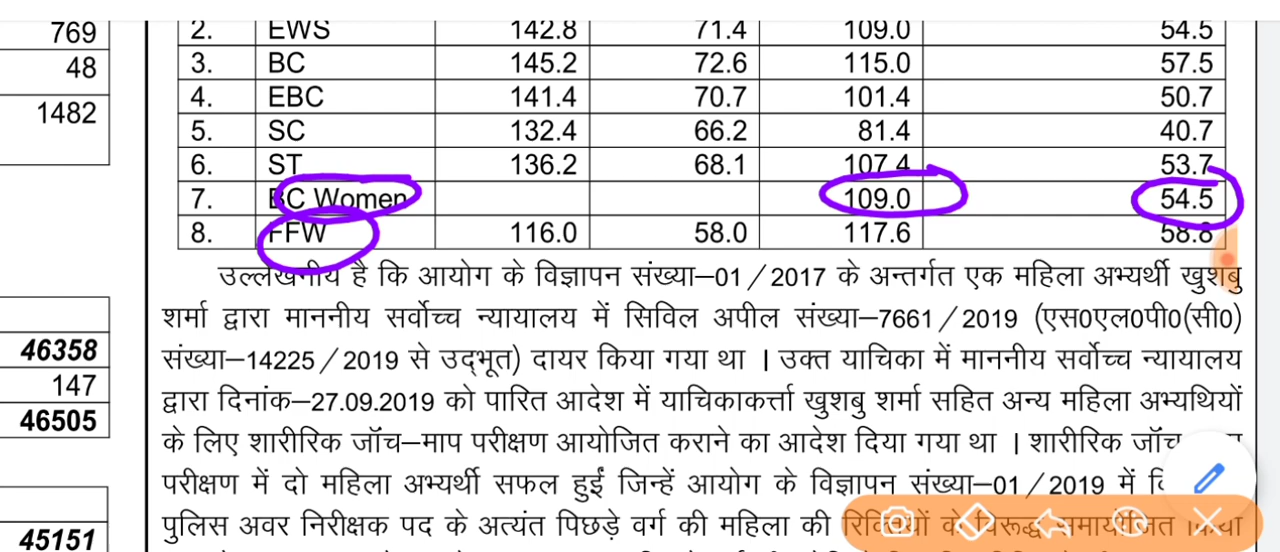 769
48
1482
46358
147
46505
45151
2. EWS 142.8 71.4 109.0 54.5
3. BC 145.2 72.6 115.0 57.5
4. EBC 141.4 70.7 101.4 50.7
5. SC 132.4 66.2 81.4 40.7
6. ST 136.2 68.1 107.4 53.7
7. BC Women 109.0 54.5
8. FFW 116.0 58.0 117.6 58.8
उल्लेखनीय है कि आयोग के विज्ञापन संख्या–01/2017 के अन्तर्गत एक महिला अभ्यर्थी खुशबु
शर्मा द्वारा माननीय सर्वोच्च न्यायालय में सिविल अपील संख्या–7661/2019 (एस0एल0पी0(सी0)
संख्या–14225/2019 से उद्भूत) दायर किया गया था । उक्त याचिका में माननीय सर्वोच्च न्यायालय
द्वारा दिनांक–27.09.2019 को पारित आदेश में याचिकाकर्त्ता खुशबु शर्मा सहित अन्य महिला अभ्यथियों
के लिए शारीरिक जॉंच–माप परीक्षण आयोजित कराने का आदेश दिया गया था । शारीरिक जॉंच
परीक्षण में दो महिला अभ्यर्थी सफल हुईं जिन्हें आयोग के विज्ञापन संख्या–01/2019 में
पुलिस अवर निरीक्षक पद के अत्यंत पिछड़े वर्ग की महिला की रिक्तियों के विरूद्ध समायोजित किया